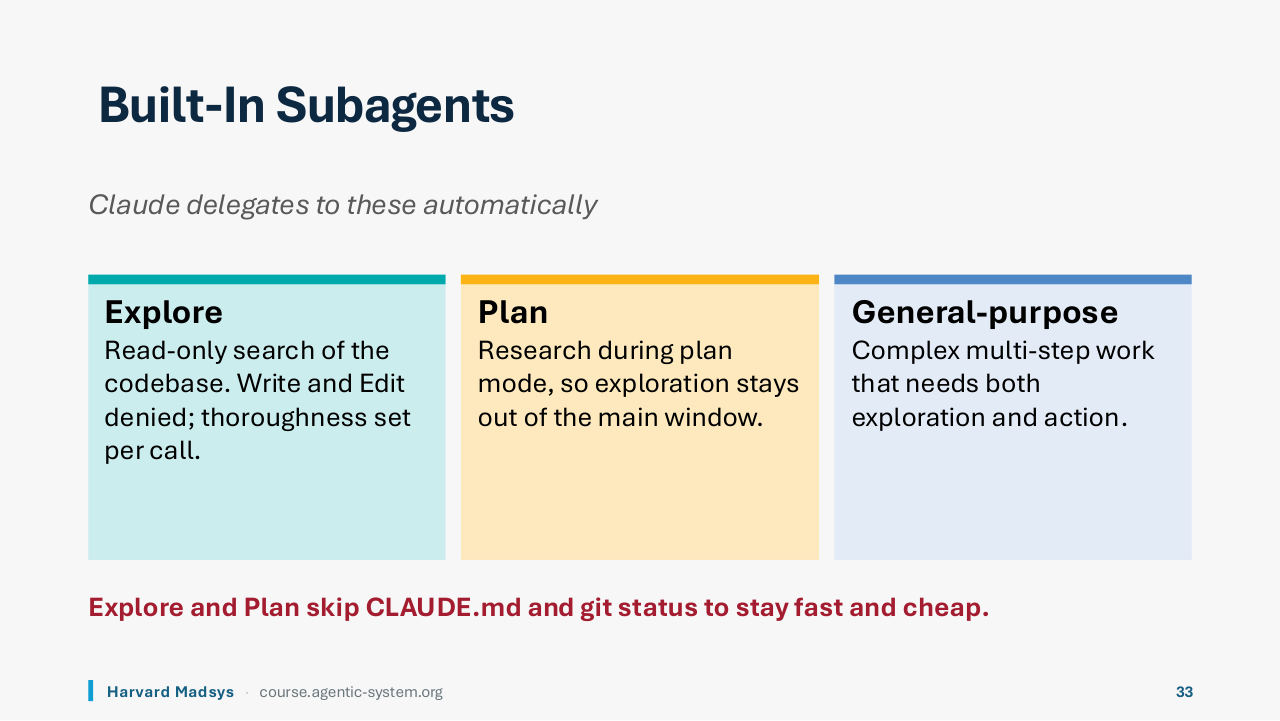 Built-In Subagents
Claude delegates to these automatically
Explore
Read-only search of the
codebase. Write and Edit
denied; thoroughness set
per call.
Plan
Research during plan
mode, so exploration stays
out of the main window.
General-purpose
Complex multi-step work
that needs both
exploration and action.
Explore and Plan skip CLAUDE.md and git status to stay fast and cheap.
Harvard Madsys · course.agentic-system.org
33